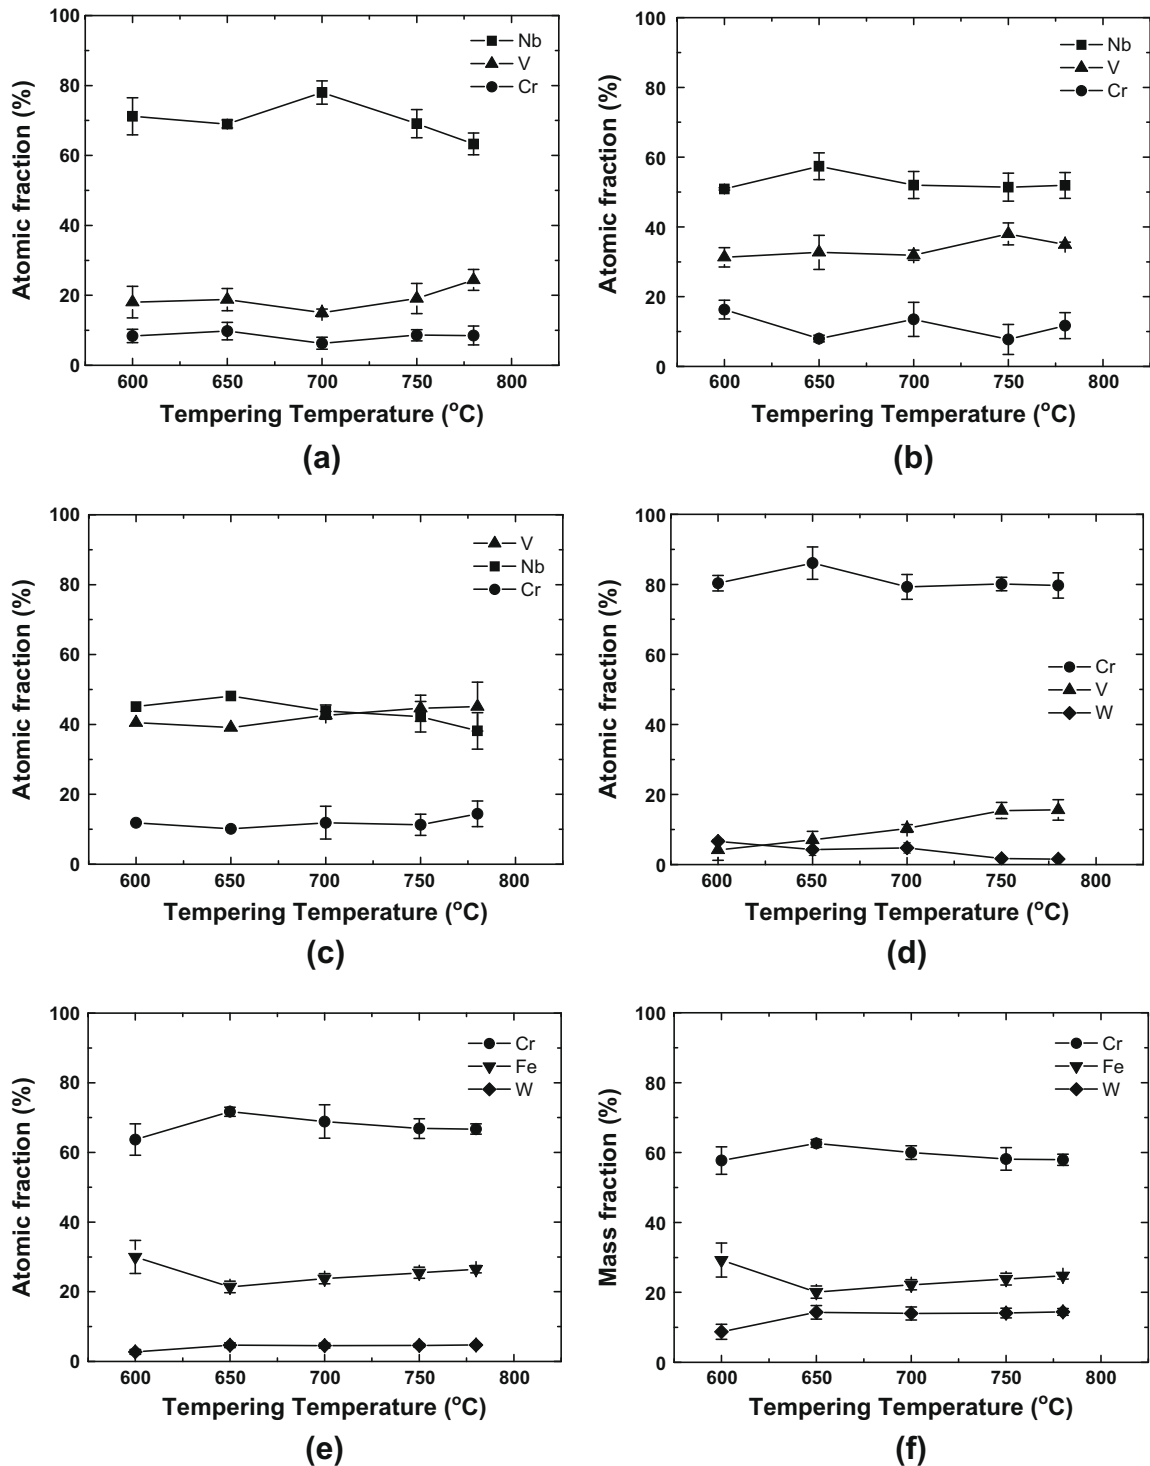 100
80
60
40
20
0
Atomic fraction (%)
Nb
V
Cr
600 650 700 750 800
Tempering Temperature (°C)
(a)
100
80
60
40
20
0
Atomic fraction (%)
Nb
V
Cr
600 650 700 750 800
Tempering Temperature (°C)
(b)
100
80
60
40
20
0
Atomic fraction (%)
V
Nb
Cr
600 650 700 750 800
Tempering Temperature (°C)
(c)
100
80
60
40
20
0
Atomic fraction (%)
Cr
V
W
600 650 700 750 800
Tempering Temperature (°C)
(d)
100
80
60
40
20
0
Atomic fraction (%)
Cr
Fe
W
600 650 700 750 800
Tempering Temperature (°C)
(e)
100
80
60
40
20
0
Mass fraction (%)
Cr
Fe
W
600 650 700 750 800
Tempering Temperature (°C)
(f)